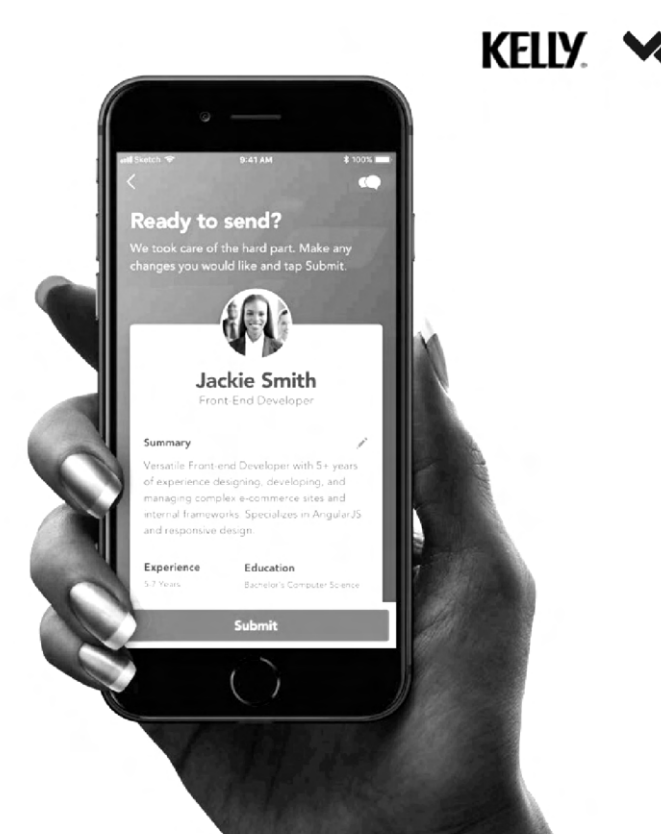 KELLY.
Sketch 9:41 AM 100%
Ready to send?
We took care of the hard part. Make any
changes you would like and tap Submit.
Jackie Smith
Front-End Developer
Summary
Versatile Front-end Developer with 5+ years
of experience designing, developing, and
managing complex e-commerce sites and
internal frameworks. Specializes in AngularJS
and responsive design.
Experience Education
5-7 Years Bachelor's Computer Science
Submit